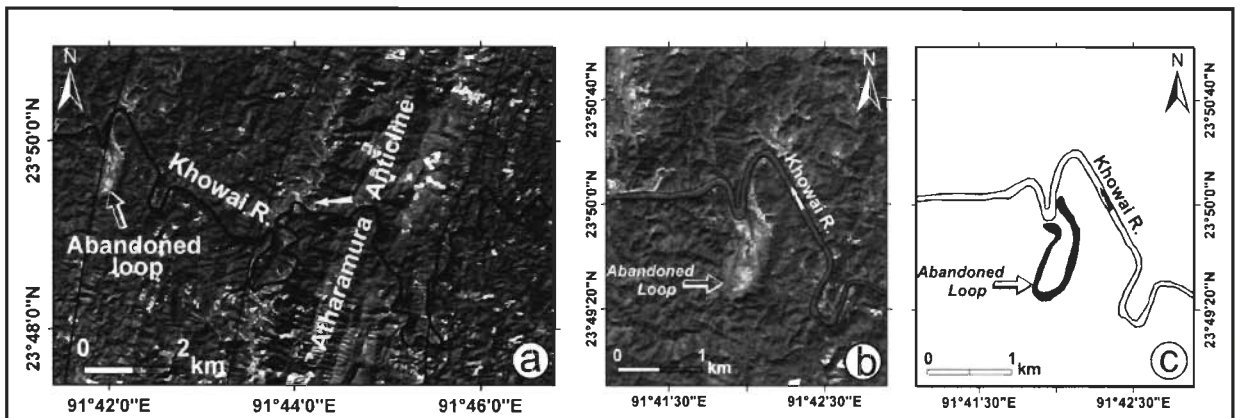 N
23°50'0''N
23°48'0''N
Khowai R.
Atharamura Anticline
Abandoned
loop
0 2
km
a
91°42'0''E 91°44'0''E 91°46'0''E
N
23°50'40''N
23°50'0''N
23°49'20''N
Khowai R.
Abandoned
Loop
0 1
km
b
91°41'30''E 91°42'30''E
N
23°50'40''N
23°50'0''N
23°49'20''N
Khowai R.
Abandoned
Loop
0 1
km
c
91°41'30''E 91°42'30''E